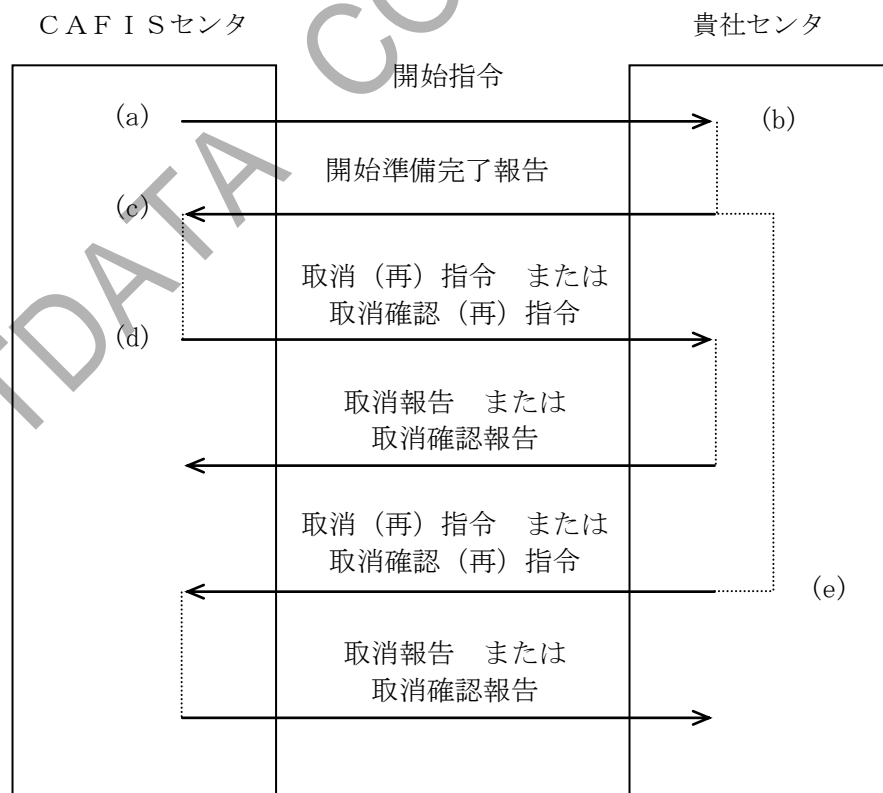 ＣＡＦＩＳセンタ
貴社センタ
開始指令
(a)
(b)
開始準備完了報告
(c)
取消（再）指令　または
取消確認（再）指令
(d)
取消報告　または
取消確認報告
取消（再）指令　または
取消確認（再）指令
(e)
取消報告　または
取消確認報告
TDATA CO